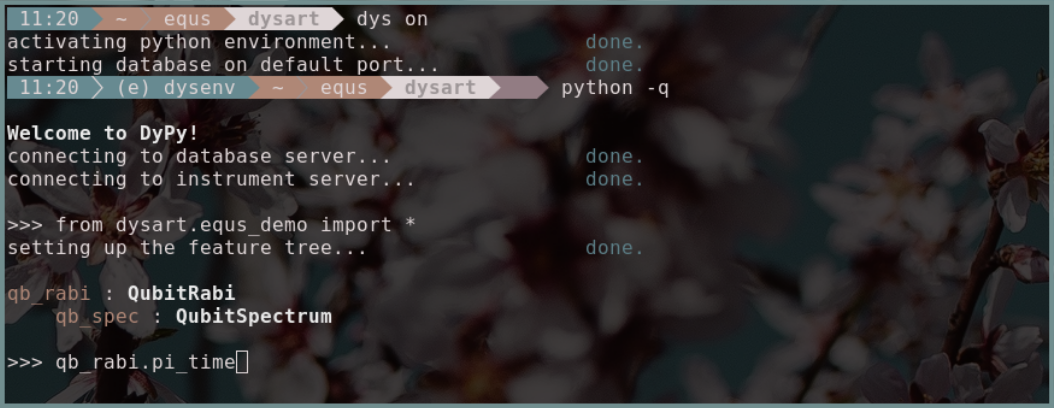 11:20 ~ equs dysart dys on
activating python environment... done.
starting database on default port... done.
11:20 (e) dysenv ~ equs dysart python -q
Welcome to DyPy!
connecting to database server... done.
connecting to instrument server... done.
>>> from dysart.equs_demo import *
setting up the feature tree... done.
qb_rabi : QubitRabi
qb_spec : QubitSpectrum
>>> qb_rabi.pi_time